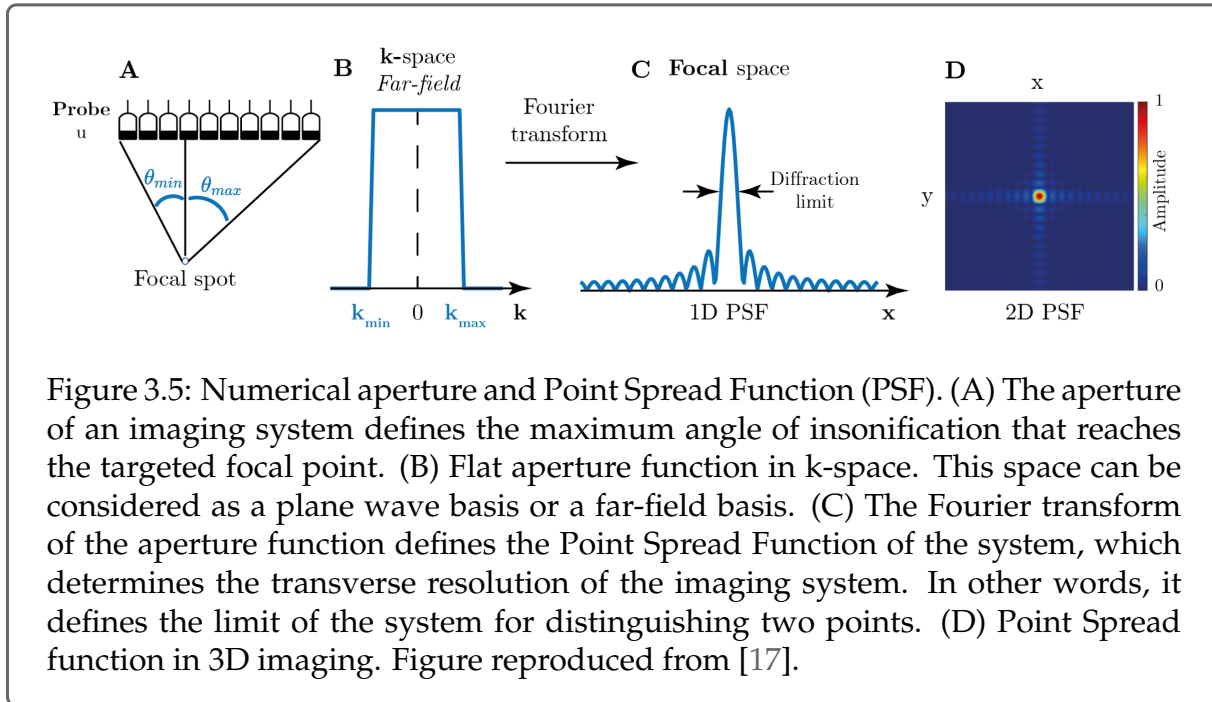 A
Probe
u
θmin
θmax
Focal spot
B
k-space
Far-field
kmin 0 kmax k
Fourier
transform
C Focal space
Diffraction
limit
1D PSF x
D
x
y
1
Amplitude
0
2D PSF
Figure 3.5: Numerical aperture and Point Spread Function (PSF). (A) The aperture
of an imaging system defines the maximum angle of insonification that reaches
the targeted focal point. (B) Flat aperture function in k-space. This space can be
considered as a plane wave basis or a far-field basis. (C) The Fourier transform
of the aperture function defines the Point Spread Function of the system, which
determines the transverse resolution of the imaging system. In other words, it
defines the limit of the system for distinguishing two points. (D) Point Spread
function in 3D imaging. Figure reproduced from [17].